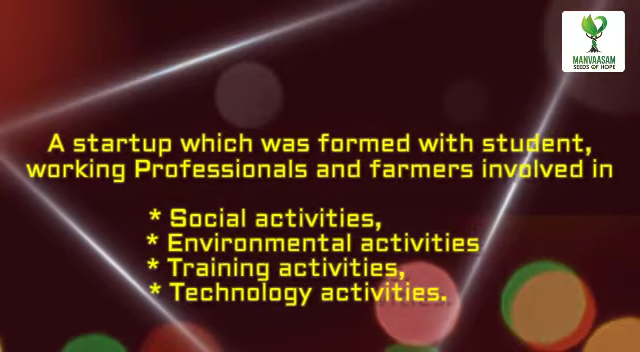 MANVAASAM
SEEDS OF HOPE
A startup which was formed with student,
working Professionals and farmers involved in
* Social activities,
* Environmental activities
* Training activities,
* Technology activities.